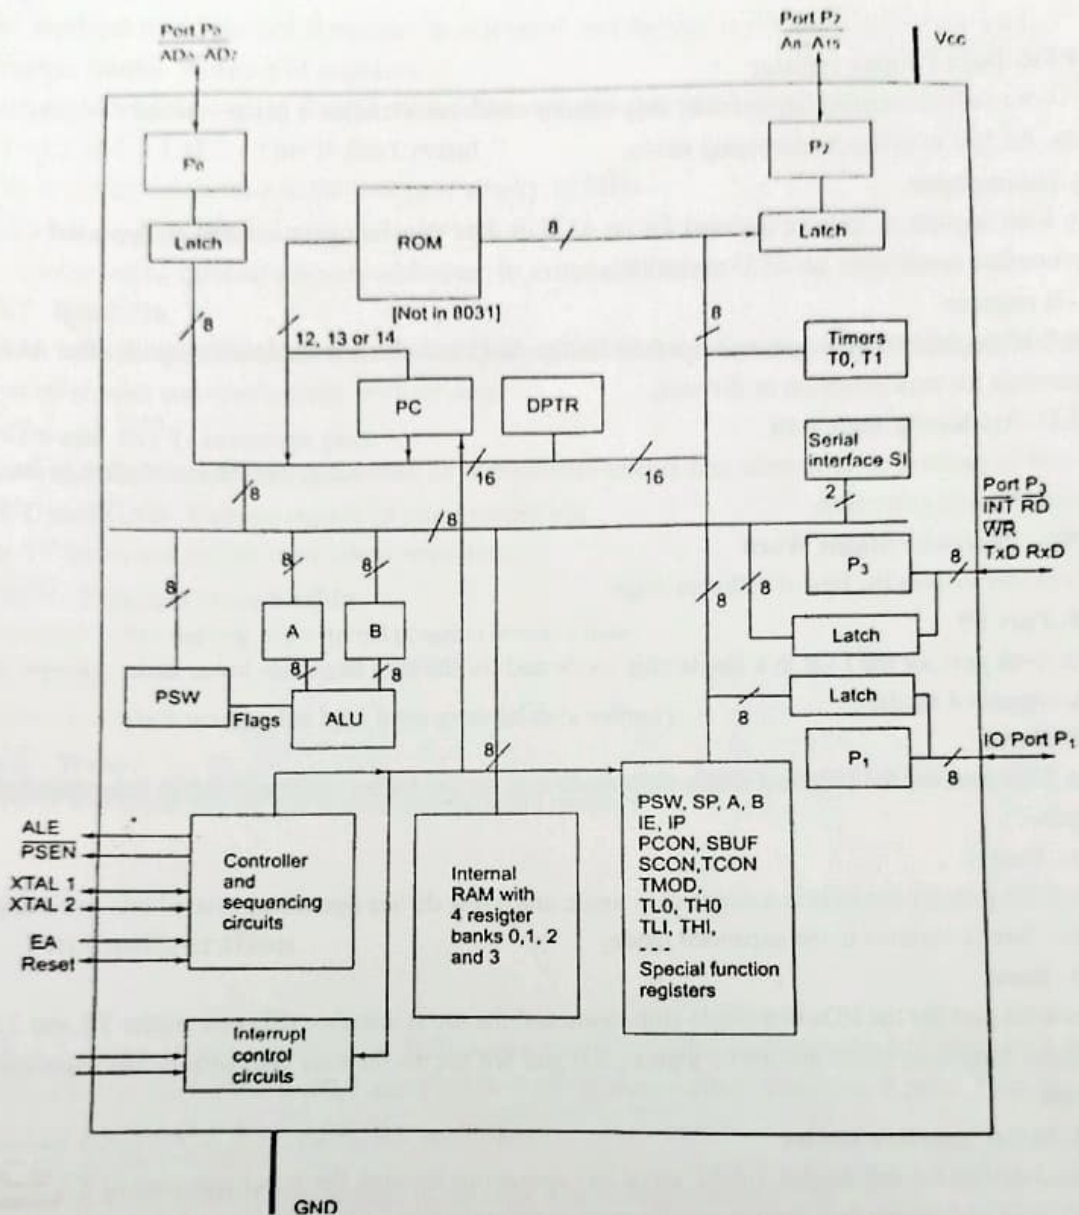 Port P0
AD0 - AD7
Port P2
A8 - A15
VCC
P0
P2
Latch
ROM
8
Latch
[Not in 8031]
8
12, 13 or 14
8
Timers
T0, T1
PC
DPTR
Serial
interface SI
16
16
8
2
Port P3
INT RD
WR
TxD RxD
8
P3
8
8
8
8
8
8
A
B
Latch
8
8
PSW
Flags
ALU
Latch
8
P1
8
IO Port P1
8
ALE
PSEN
XTAL 1
XTAL 2
EA
Reset
Controller
and
sequencing
circuits
Internal
RAM with
4 resigter
banks 0,1, 2
and 3
PSW, SP, A, B
IE, IP
PCON, SBUF
SCON,TCON
TMOD,
TL0, TH0
TLI, THI,
- - -
Special function
registers
Interrupt
control
circuits
GND